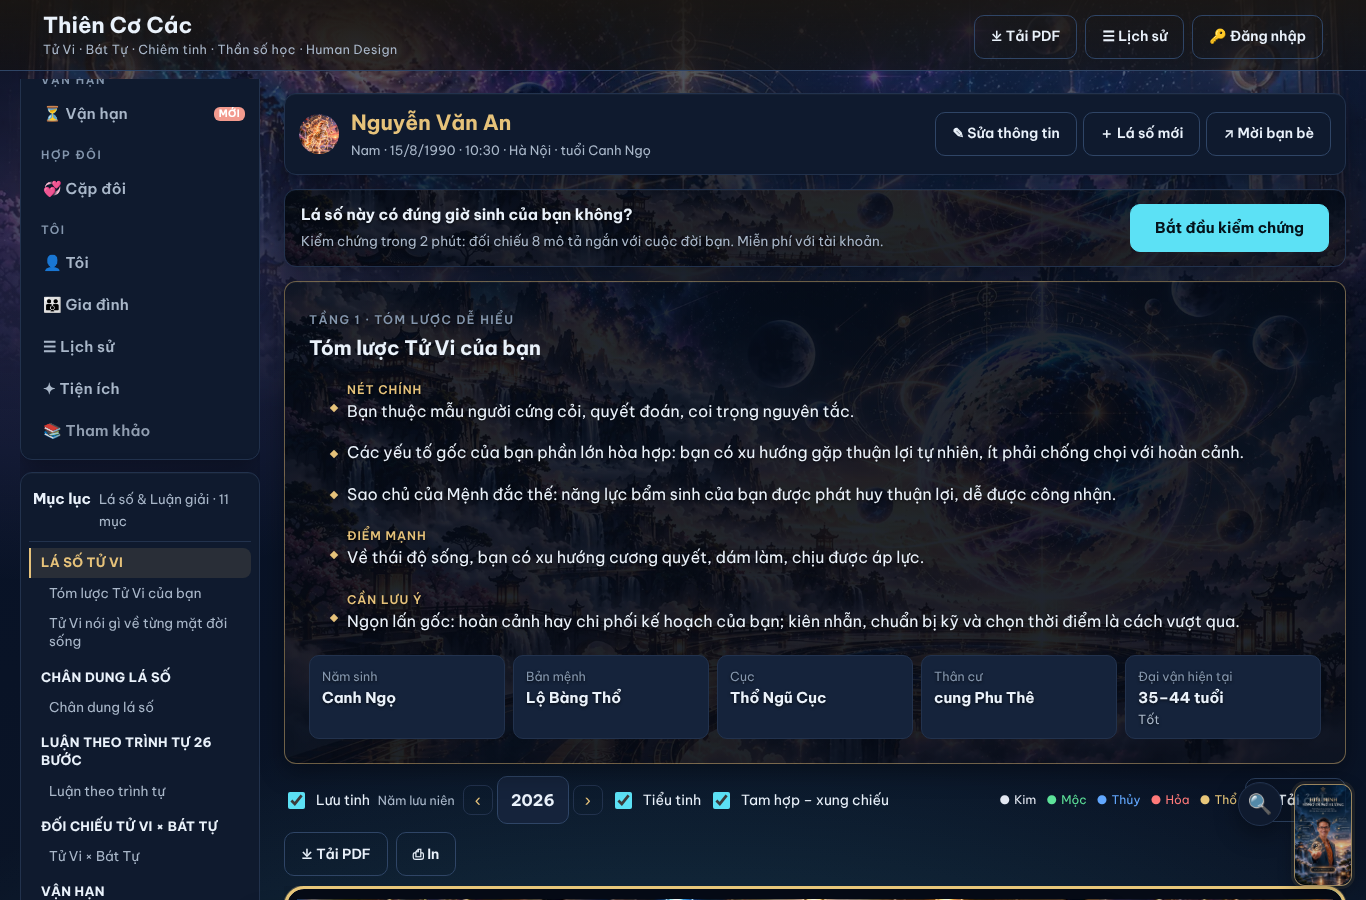 Thiên Cơ Các
Tử Vi · Bát Tự · Chiêm tinh · Thần số học · Human Design
Tải PDF
☰ Lịch sử
🔑 Đăng nhập
VẬN HẠN
⏳ Vận hạn
MỚI
HỢP ĐÔI
💞 Cặp đôi
TÔI
👤 Tôi
👪 Gia đình
☰ Lịch sử
✦ Tiện ích
📚 Tham khảo
Mục lục
Lá số & Luận giải · 11
mục
LÁ SỐ TỬ VI
Tóm lược Tử Vi của bạn
Tử Vi nói gì về từng mặt đời
sống
CHÂN DUNG LÁ SỐ
Chân dung lá số
LUẬN THEO TRÌNH TỰ 26
BƯỚC
Luận theo trình tự
ĐỐI CHIẾU TỬ VI × BÁT TỰ
Tử Vi × Bát Tự
VẬN HẠN
Nguyễn Văn An
Nam · 15/8/1990 · 10:30 · Hà Nội · tuổi Canh Ngọ
✎ Sửa thông tin
+ Lá số mới
↗ Mời bạn bè
Lá số này có đúng giờ sinh của bạn không?
Kiểm chứng trong 2 phút: đối chiếu 8 mô tả ngắn với cuộc đời bạn. Miễn phí với tài khoản.
Bắt đầu kiểm chứng
TẦNG 1 · TÓM LƯỢC DỄ HIỂU
Tóm lược Tử Vi của bạn
NÉT CHÍNH
Bạn thuộc mẫu người cứng cỏi, quyết đoán, coi trọng nguyên tắc.
Các yếu tố gốc của bạn phần lớn hòa hợp: bạn có xu hướng gặp thuận lợi tự nhiên, ít phải chống chọi với hoàn cảnh.
Sao chủ của Mệnh đắc thế: năng lực bẩm sinh của bạn được phát huy thuận lợi, dễ được công nhận.
ĐIỂM MẠNH
Về thái độ sống, bạn có xu hướng cương quyết, dám làm, chịu được áp lực.
CẦN LƯU Ý
Ngọn lấn gốc: hoàn cảnh hay chi phối kế hoạch của bạn; kiên nhẫn, chuẩn bị kỹ và chọn thời điểm là cách vượt qua.
Năm sinh
Canh Ngọ
Bản mệnh
Lộ Bàng Thổ
Cục
Thổ Ngũ Cục
Thân cư
cung Phu Thê
Đại vận hiện tại
35–44 tuổi
Tốt
Lưu tinh
Năm lưu niên
‹
2026
›
Tiểu tinh
Tam hợp – xung chiếu
Kim
Mộc
Thủy
Hỏa
Thổ
Tải PDF
In